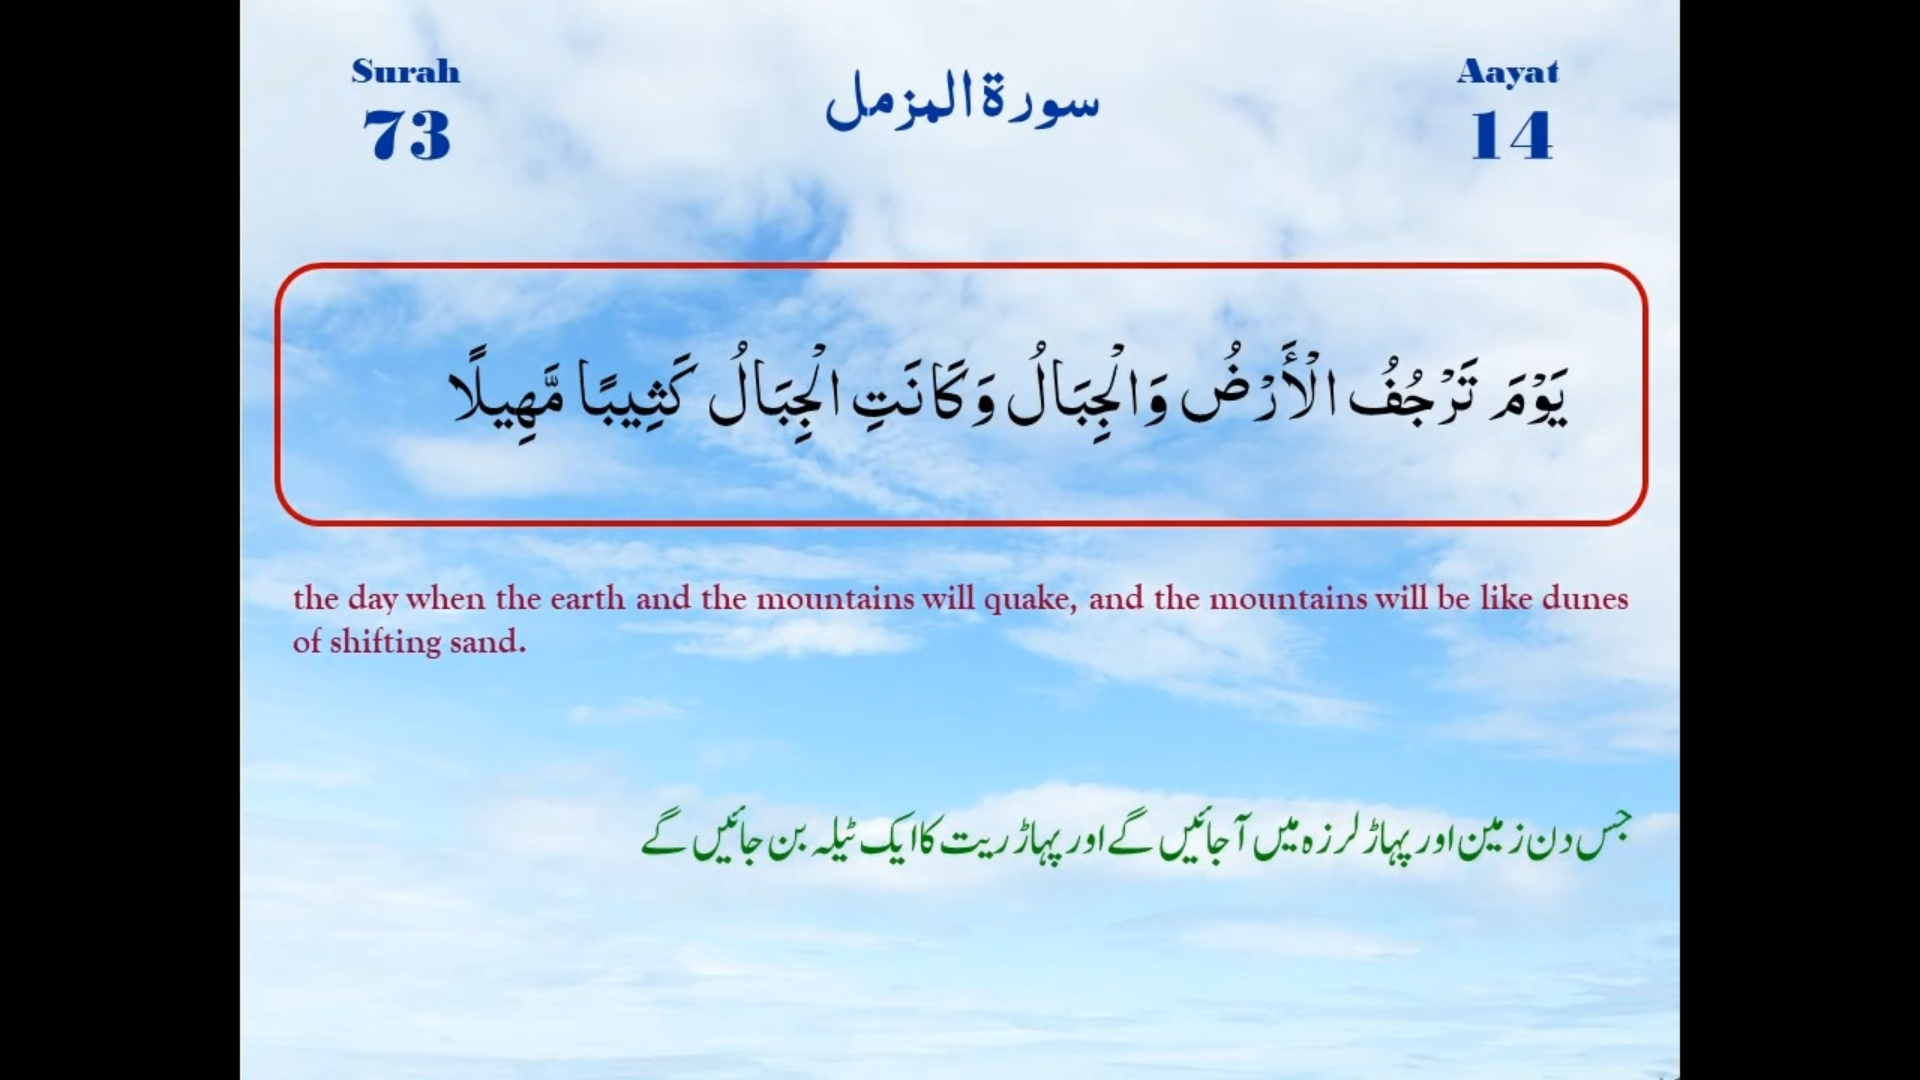 Surah
73
سورة المزمل
Aayat
14
يَوْمَ تَرْجُفُ الْأَرْضُ وَالْجِبَالُ وَكَانَتِ الْجِبَالُ كَثِيبًا مَّهِيلًا
the day when the earth and the mountains will quake, and the mountains will be like dunes
of shifting sand.
جس دن زمین اور پہاڑ لرزہ میں آجائیں گے اور پہاڑ ریت کا ایک ٹیلہ بن جائیں گے